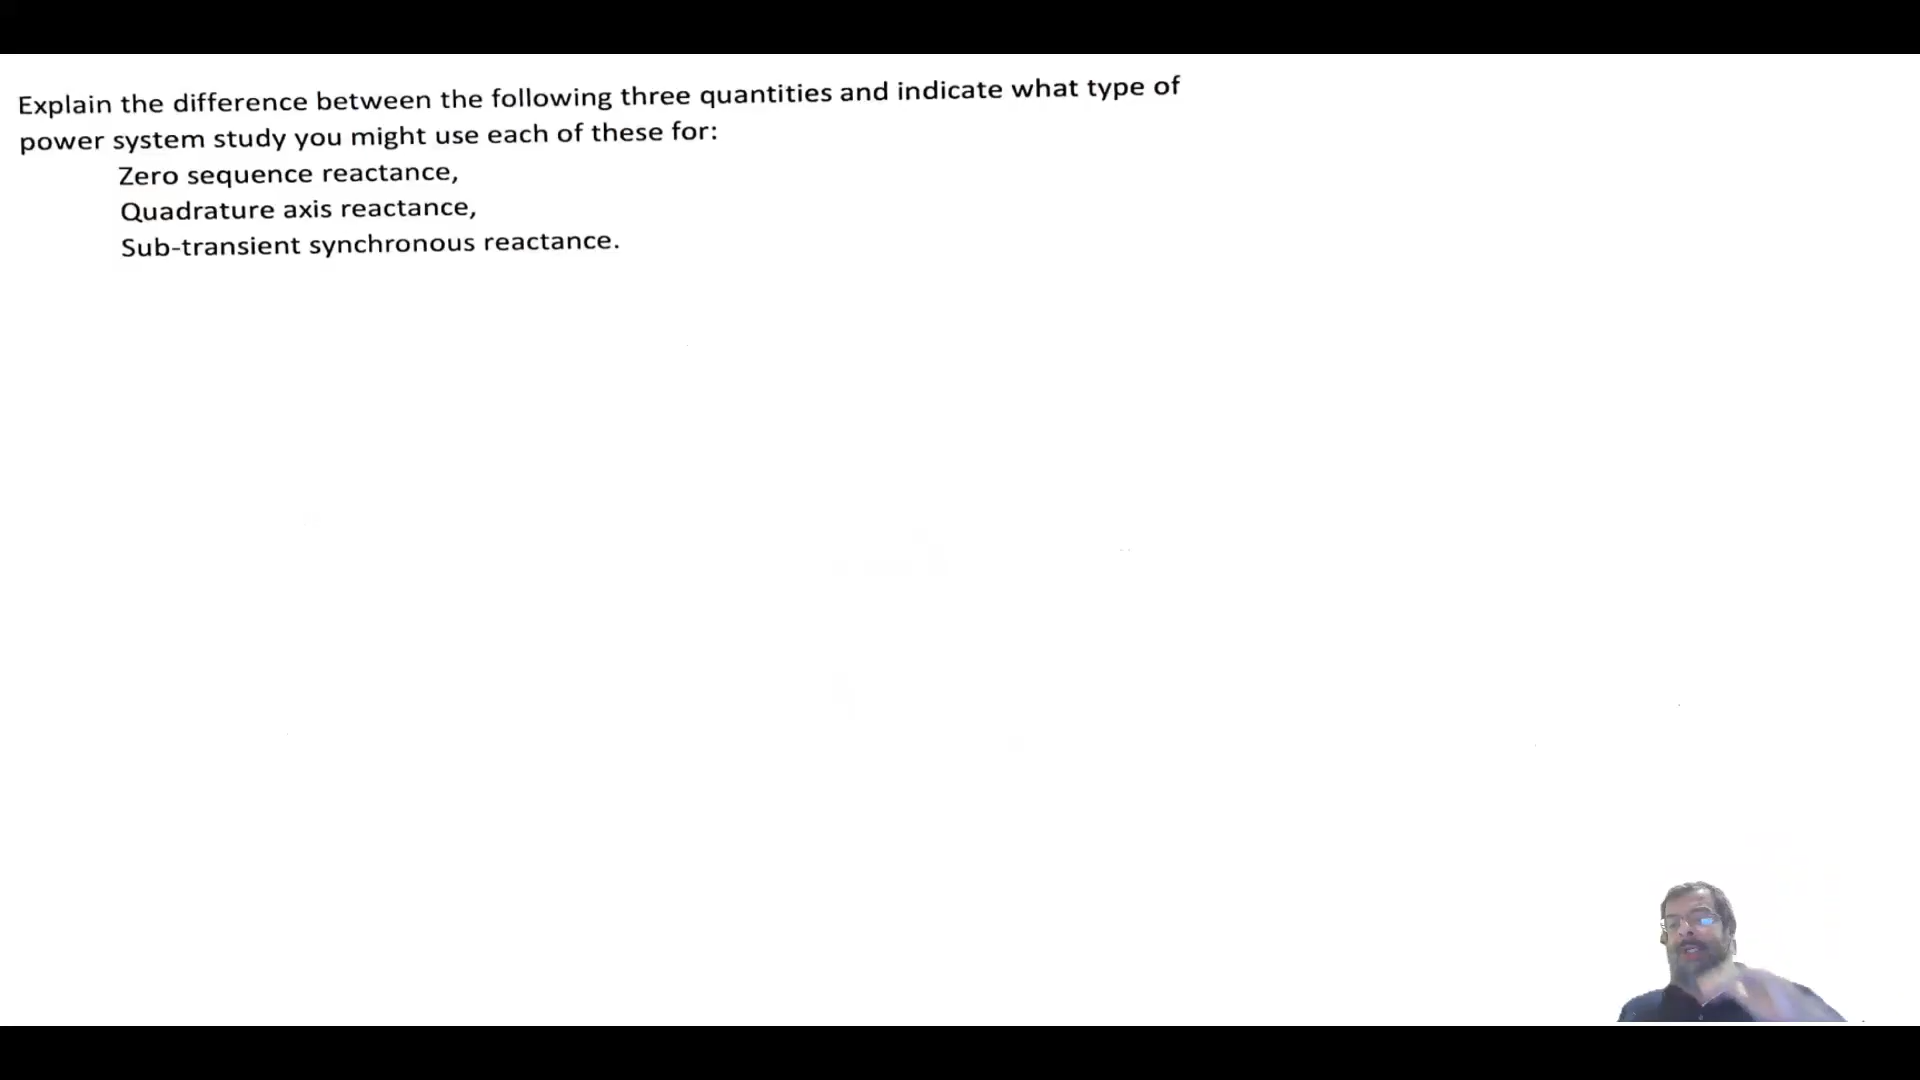 Explain the difference between the following three quantities and indicate what type of
power system study you might use each of these for:
Zero sequence reactance,
Quadrature axis reactance,
Sub-transient synchronous reactance.